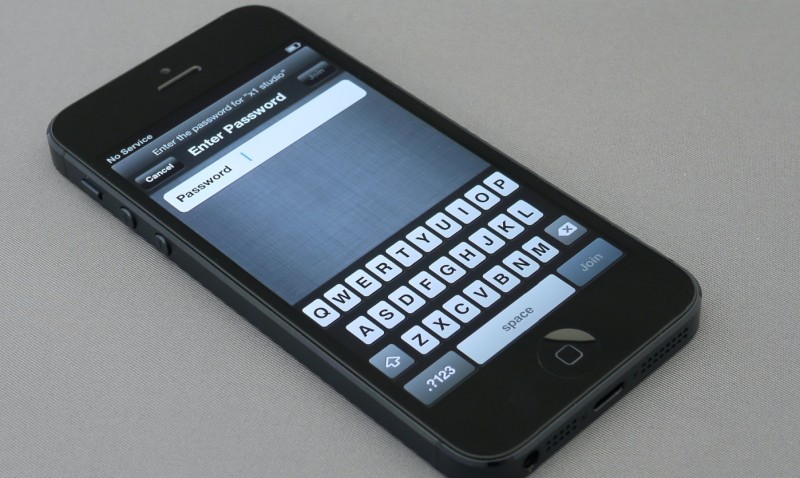 No Service
Enter the password for "x1 studio"
Cancel
Enter Password
Join
Password
Q W E R T Y U I O P
A S D F G H J K L
Z X C V B N M
.?123
space
Join